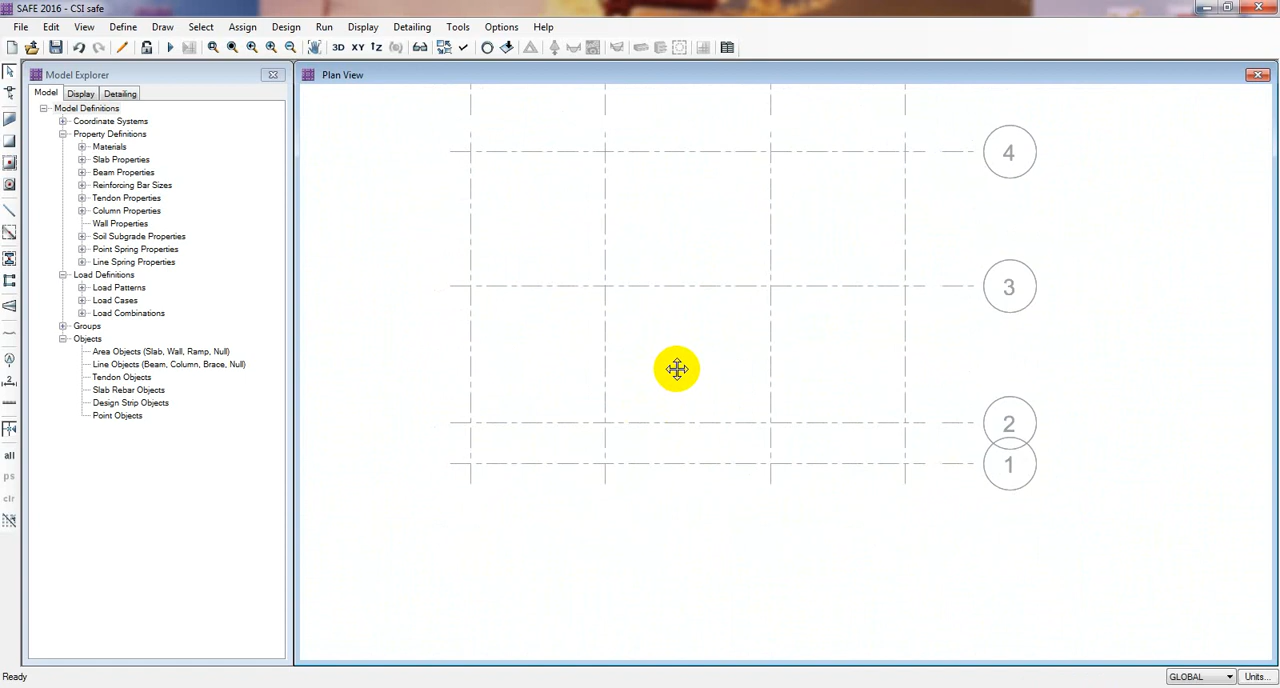 SAFE 2016 - CSI safe
File Edit View Define Draw Select Assign Design Run Display Detailing Tools Options Help
3D XY
Model Explorer
Model Display Detailing
Model Definitions
Coordinate Systems
Property Definitions
Materials
Slab Properties
Beam Properties
Reinforcing Bar Sizes
Tendon Properties
Column Properties
Wall Properties
Soil Subgrade Properties
Point Spring Properties
Line Spring Properties
Load Definitions
Load Patterns
Load Cases
Load Combinations
Groups
Objects
Area Objects (Slab, Wall, Ramp, Null)
Line Objects (Beam, Column, Brace, Null)
Tendon Objects
Slab Rebar Objects
Design Strip Objects
Point Objects
all
ps
clr
Plan View
4
3
2
1
Ready
GLOBAL
Units...